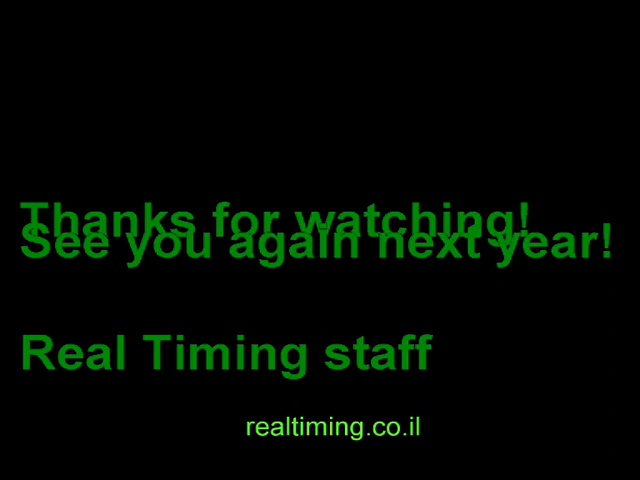 Thanks for watching!
See you again next year!
Real Timing staff
realtiming.co.il